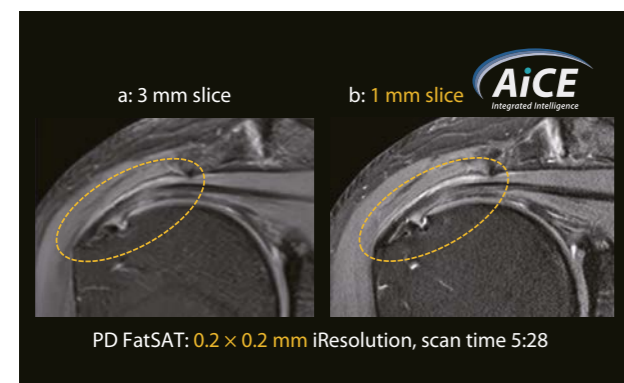 a: 3 mm slice
b: 1 mm slice
AiCE
Integrated Intelligence
PD FatSAT: 0.2 × 0.2 mm iResolution, scan time 5:28